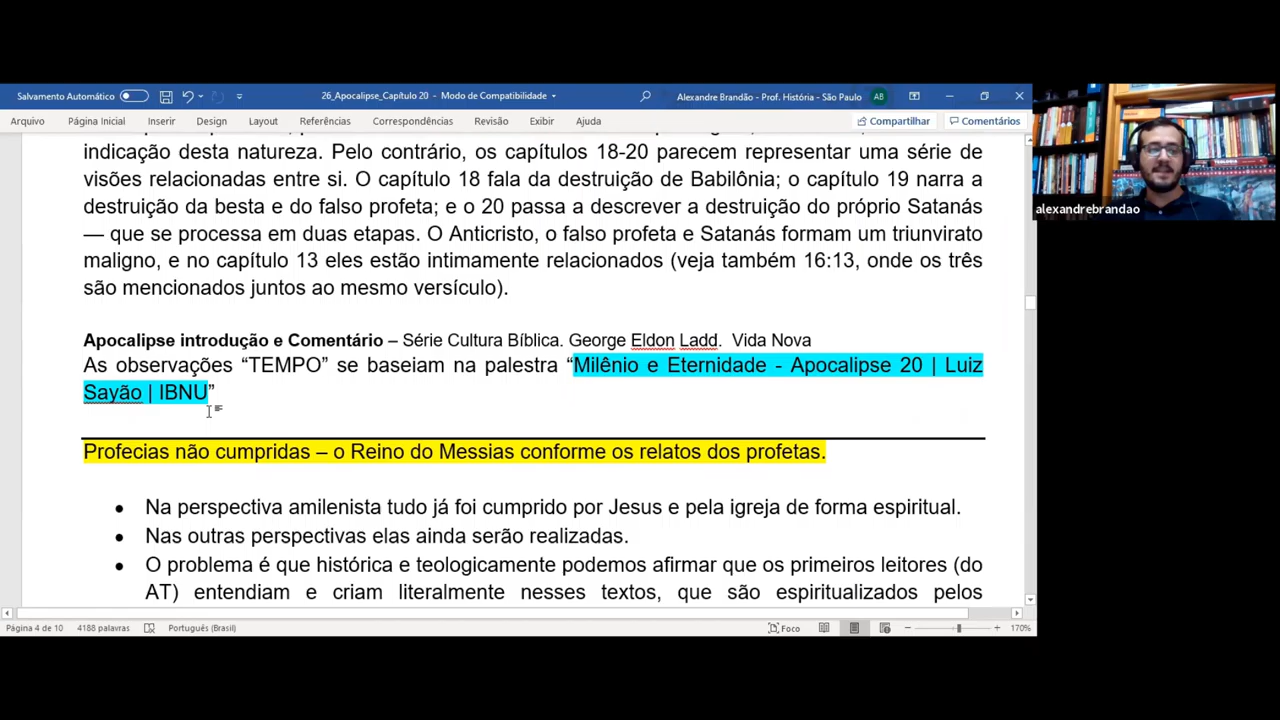 Salvamento Automático
26_Apocalipse_Capítulo 20 - Modo de Compatibilidade
Alexandre Brandão - Prof. História - São Paulo AB
Arquivo Página Inicial Inserir Design Layout Referências Correspondências Revisão Exibir Ajuda Compartilhar Comentários
indicação desta natureza. Pelo contrário, os capítulos 18-20 parecem representar uma série de
visões relacionadas entre si. O capítulo 18 fala da destruição de Babilônia; o capítulo 19 narra a
destruição da besta e do falso profeta; e o 20 passa a descrever a destruição do próprio Satanás
— que se processa em duas etapas. O Anticristo, o falso profeta e Satanás formam um triunvirato
maligno, e no capítulo 13 eles estão intimamente relacionados (veja também 16:13, onde os três
são mencionados juntos ao mesmo versículo).
Apocalipse introdução e Comentário – Série Cultura Bíblica. George Eldon Ladd. Vida Nova
As observações “TEMPO” se baseiam na palestra “Milênio e Eternidade - Apocalipse 20 | Luiz
Sayão | IBNU”
Profecias não cumpridas – o Reino do Messias conforme os relatos dos profetas.
• Na perspectiva amilenista tudo já foi cumprido por Jesus e pela igreja de forma espiritual.
• Nas outras perspectivas elas ainda serão realizadas.
• O problema é que histórica e teologicamente podemos afirmar que os primeiros leitores (do
AT) entendiam e criam literalmente nesses textos, que são espiritualizados pelos
Página 4 de 10 4188 palavras Português (Brasil) Foco 170%
alexandrebrandao